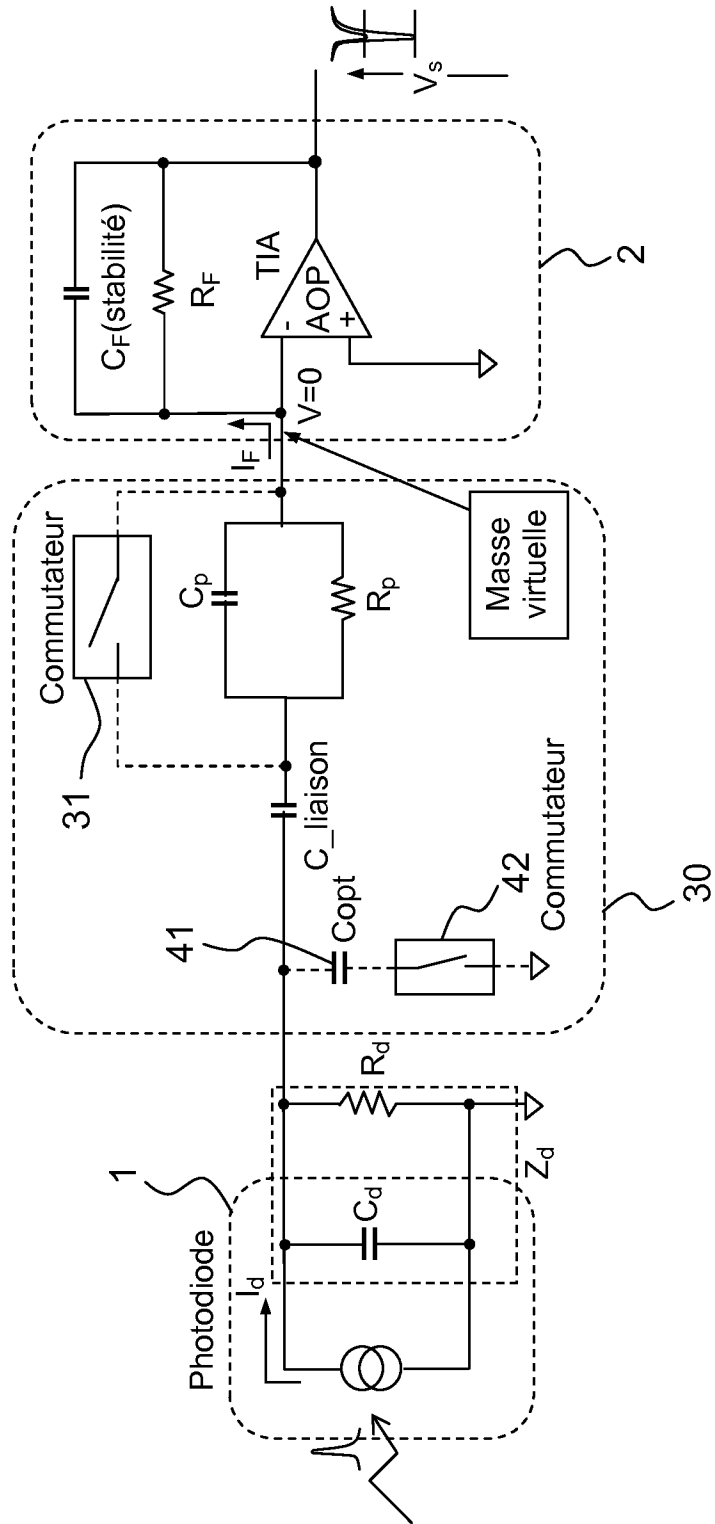 1
Photodiode
I_d
C_d
R_d
Z_d
41
Copt
42
Commutateur
30
C_liaison
31
Commutateur
C_p
R_p
Masse
virtuelle
I_F
V=0
C_F(stabilité)
R_F
TIA
-
AOP
+
2
V_s